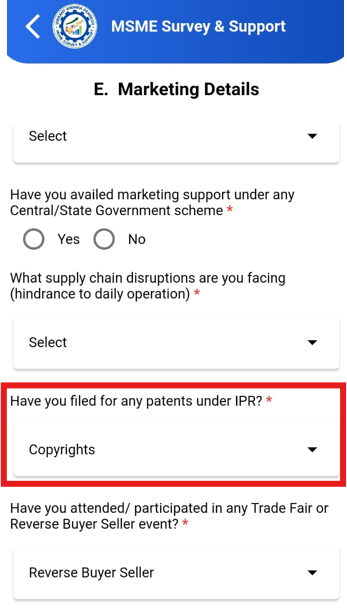 MSME Survey & Support
E. Marketing Details
Select
Have you availed marketing support under any
Central/State Government scheme *
Yes No
What supply chain disruptions are you facing
(hindrance to daily operation) *
Select
Have you filed for any patents under IPR? *
Copyrights
Have you attended/ participated in any Trade Fair or
Reverse Buyer Seller event? *
Reverse Buyer Seller